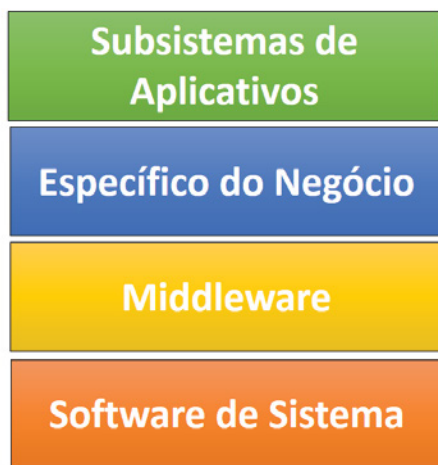 Subsistemas de
Aplicativos
Específico do Negócio
Middleware
Software de Sistema